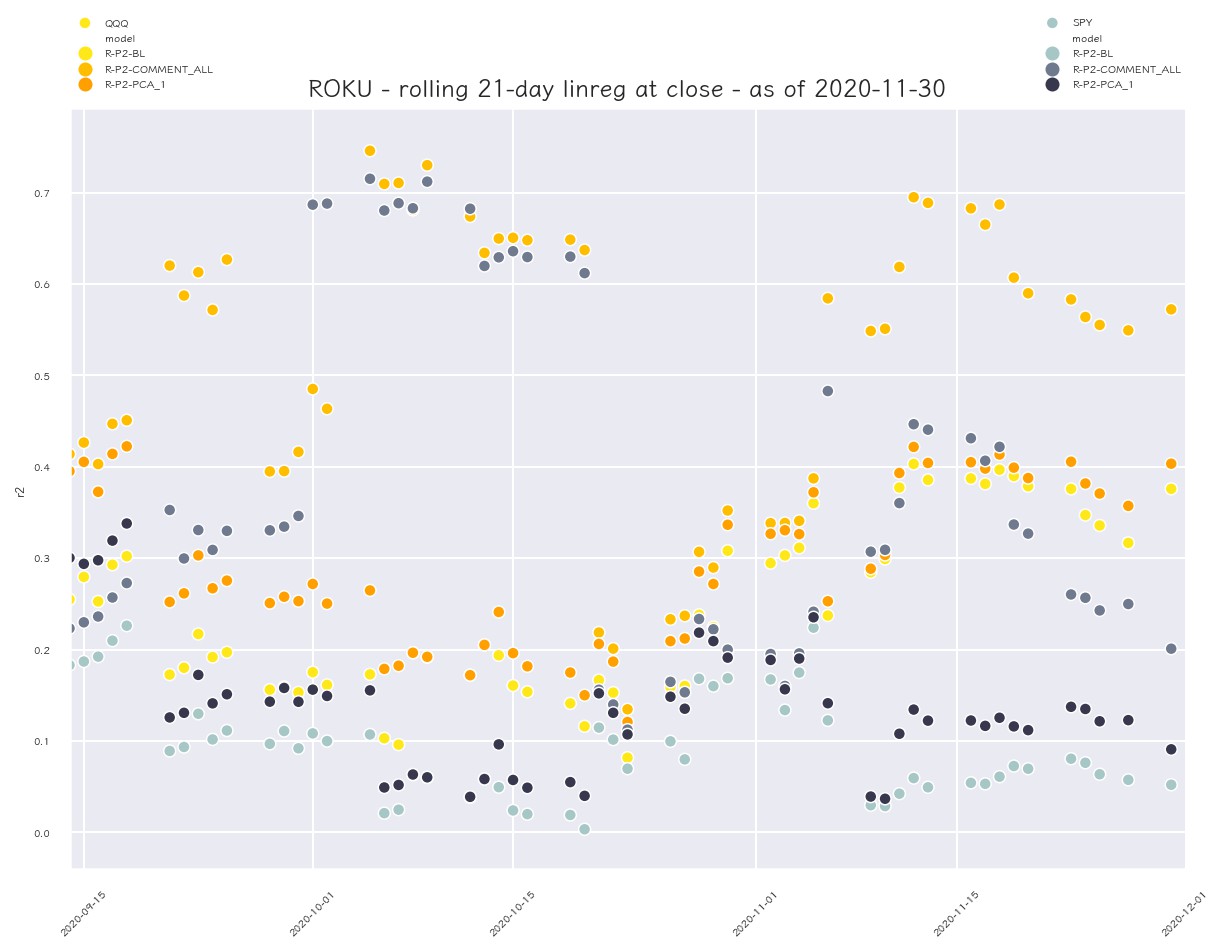 QQQ
model
R-P2-BL
R-P2-COMMENT_ALL
R-P2-PCA_1
SPY
model
R-P2-BL
R-P2-COMMENT_ALL
R-P2-PCA_1
ROKU - rolling 21-day linreg at close - as of 2020-11-30
0.7
0.6
0.5
0.4
0.3
0.2
0.1
0.0
r2
2020-09-15
2020-10-01
2020-10-15
2020-11-01
2020-11-15
2020-12-01